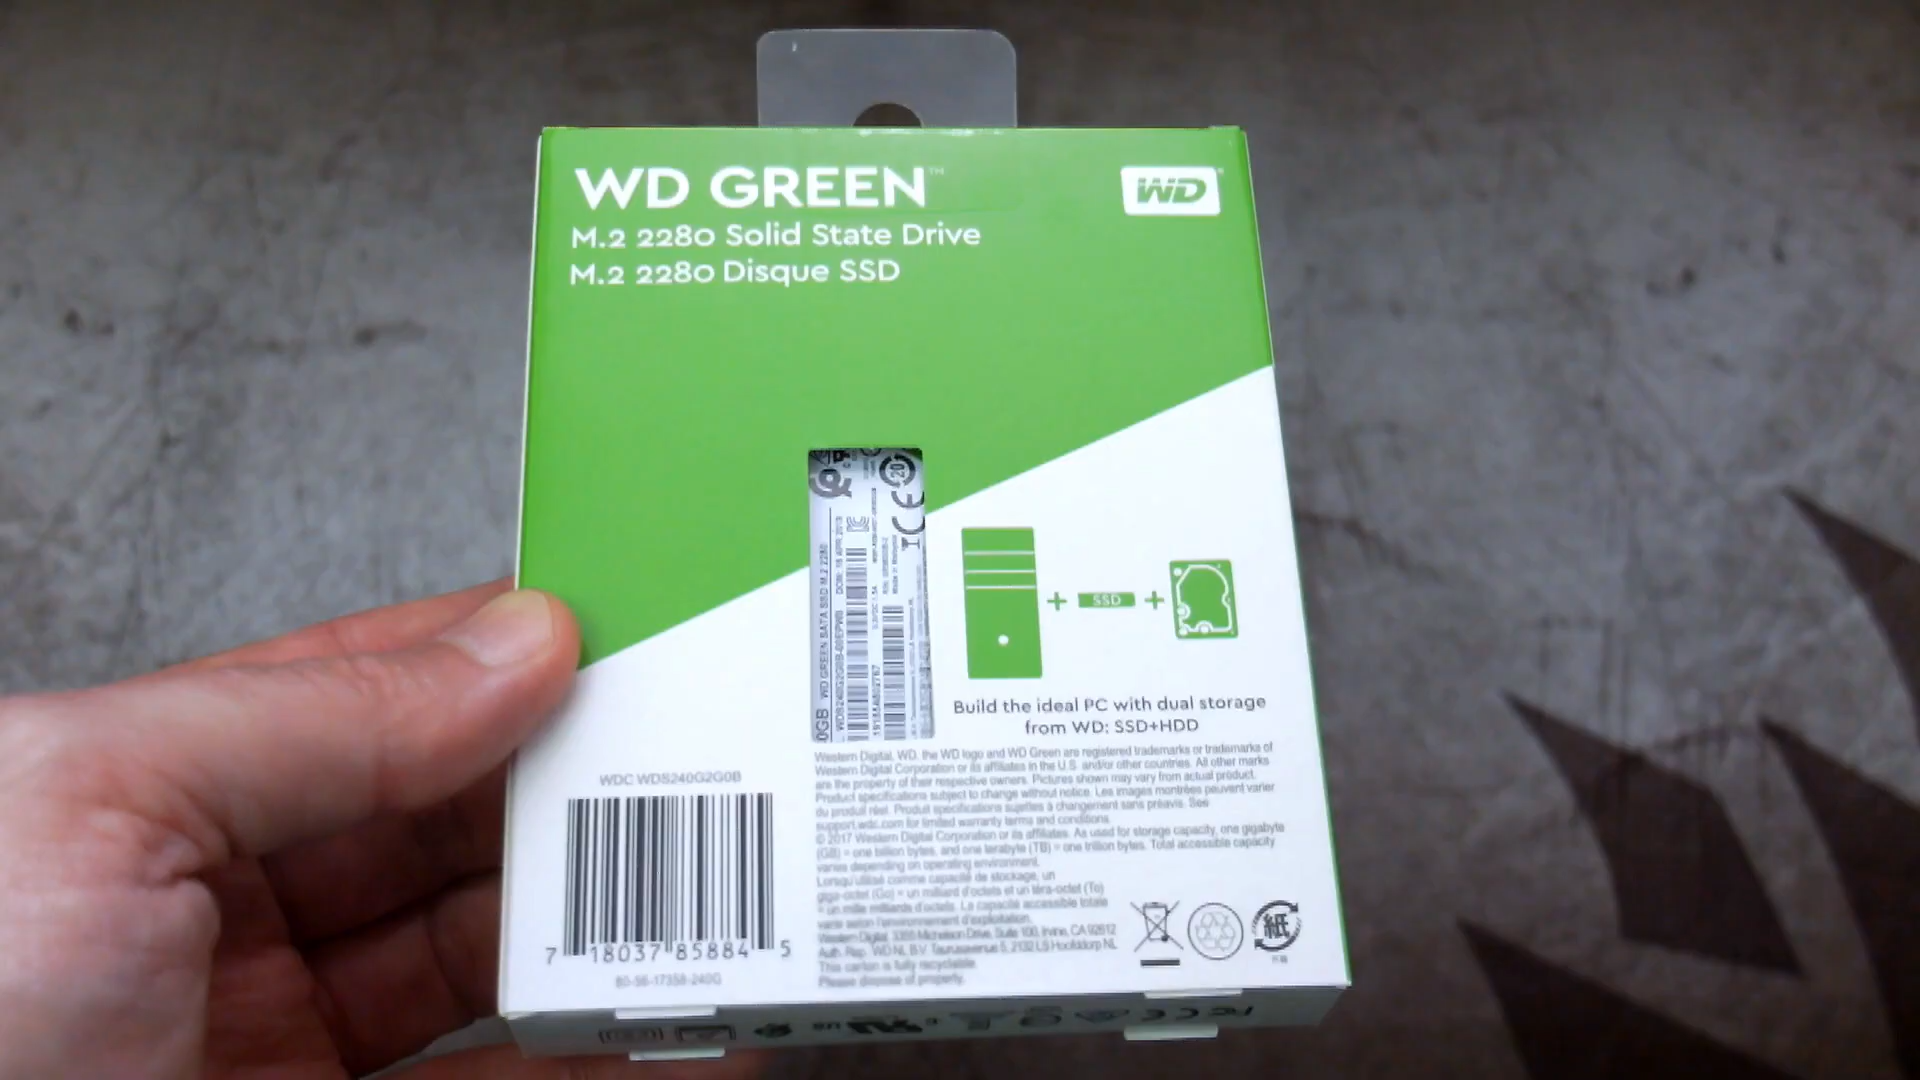 WD GREEN™
WD®
M.2 2280 Solid State Drive
M.2 2280 Disque SSD
20
WD GREEN SATA SSD M.2 2280
Made in Malaysia
SSD
Build the ideal PC with dual storage
from WD: SSD+HDD
Western Digital, WD, the WD logo and WD Green are registered trademarks or trademarks of
Western Digital Corporation or its affiliates in the U.S. and/or other countries. All other marks
are the property of their respective owners. Pictures shown may vary from actual product.
Product specifications subject to change without notice. Les images montrées peuvent varier
du produit réel. Produit specifications sujettes à changement sans préavis. See
support.wdc.com for limited warranty terms and conditions.
© 2017 Western Digital Corporation or its affiliates. As used for storage capacity, one gigabyte
(GB) = one billion bytes, and one terabyte (TB) = one trillion bytes. Total accessible capacity
varies depending on operating environment.
Lorsqu'utilisé comme capacité de stockage, un
giga-octet (Go) = un milliard d'octets et un téra-octet (To)
= un mille milliards d'octets. La capacité accessible totale
varie selon l'environnement d'exploitation.
Western Digital, 3355 Michelson Drive, Suite 100, Irvine, CA 92612
Auth. Rep. WD NL B.V. Taurusavenue 5, 2132 LS Hoofddorp NL
This carton is fully recyclable.
Please dispose of properly.
WDC WDS240G2G0B
7 18037 85884 5
80-56-17358-240G
紙